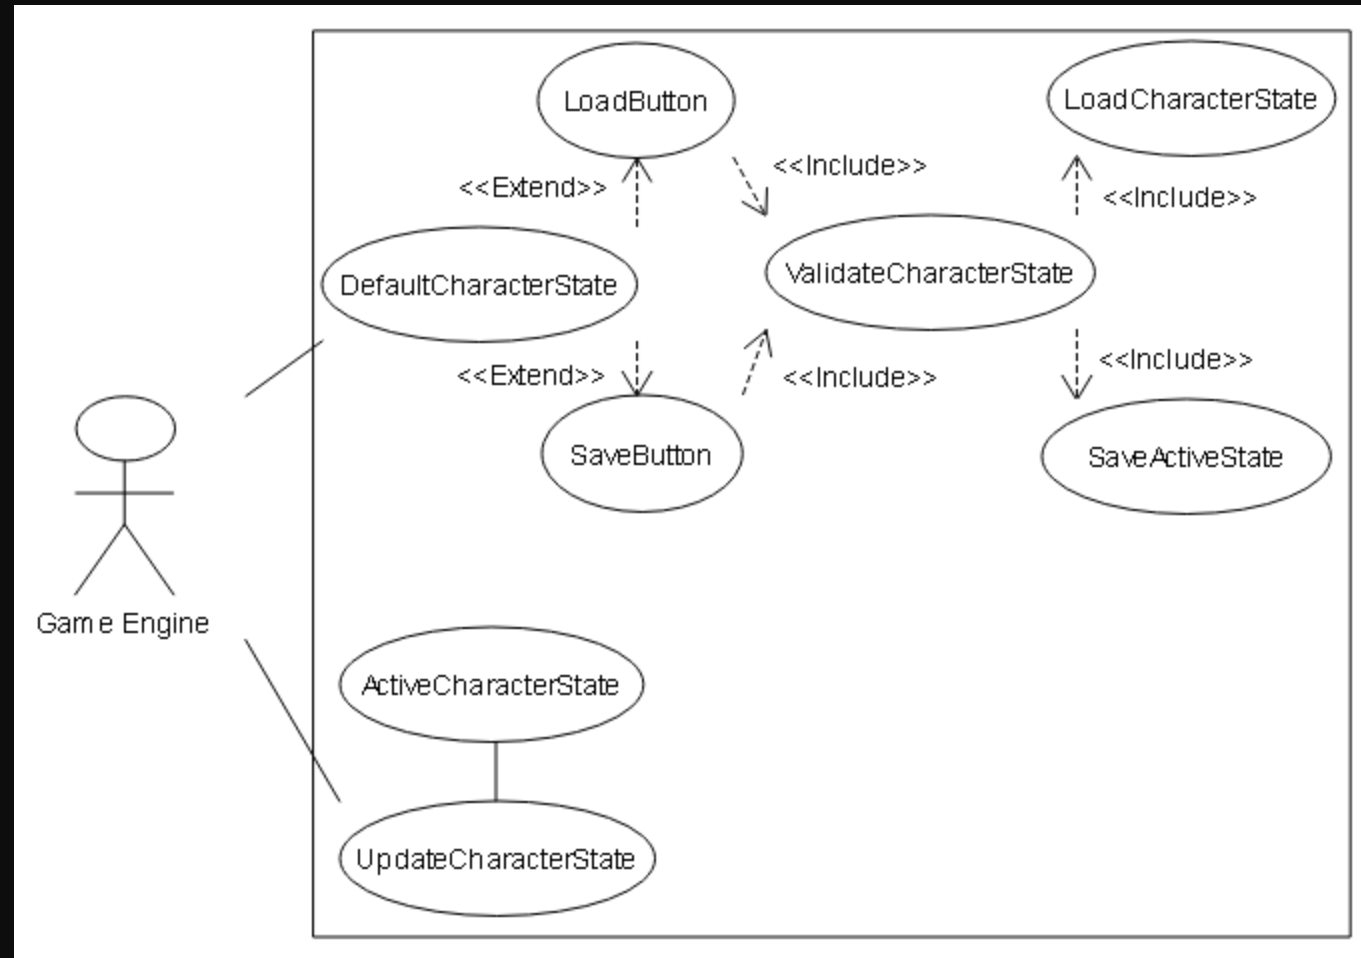 LoadButton
LoadCharacterState
<<Include>>
<<Extend>>
<<Include>>
DefaultCharacterState
ValidateCharacterState
<<Extend>>
<<Include>>
<<Include>>
SaveButton
SaveActiveState
Game Engine
ActiveCharacterState
UpdateCharacterState